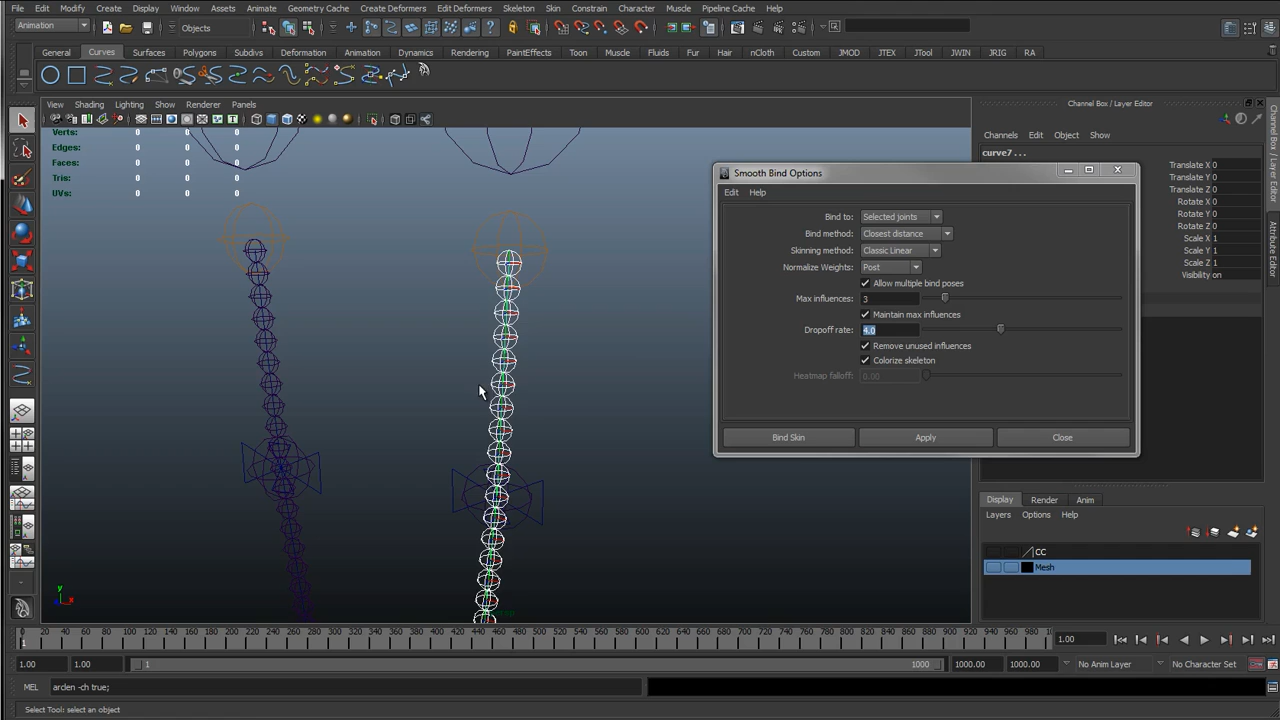 File Edit Modify Create Display Window Assets Animate Geometry Cache Create Deformers Edit Deformers Skeleton Skin Constrain Character Muscle Pipeline Cache Help
Animation Objects
General Curves Surfaces Polygons Subdivs Deformation Animation Dynamics Rendering PaintEffects Toon Muscle Fluids Fur Hair nCloth Custom JMOD JTEX JTool JWIN JRIG RA
View Shading Lighting Show Renderer Panels
Verts: 0 0 0
Edges: 0 0 0
Faces: 0 0 0
Tris: 0 0 0
UVs: 0 0 0
Smooth Bind Options
Edit Help
Bind to: Selected joints
Bind method: Closest distance
Skinning method: Classic Linear
Normalize Weights: Post
Allow multiple bind poses
Max influences: 3
Maintain max influences
Dropoff rate: 4.0
Remove unused influences
Colorize skeleton
Heatmap falloff: 0.00
Bind Skin Apply Close
Channel Box / Layer Editor
Channels Edit Object Show
curve7 . . .
Translate X 0
Translate Y 0
Translate Z 0
Rotate X 0
Rotate Y 0
Rotate Z 0
Scale X 1
Scale Y 1
Scale Z 1
Visibility on
Channel Box / Layer Editor
Attribute Editor
Display Render Anim
Layers Options Help
CC
Mesh
0 20 40 60 80 100 120 140 160 180 200 220 240 260 280 300 320 340 360 380 400 420 440 460 480 500 520 540 560 580 600 620 640 660 680 700 720 740 760 780 800 820 840 860 880 900 920 940 960 980
1
1.00
1.00 1.00 1 1000 1000.00 1000.00 No Anim Layer No Character Set
MEL arden -ch true;
Select Tool: select an object